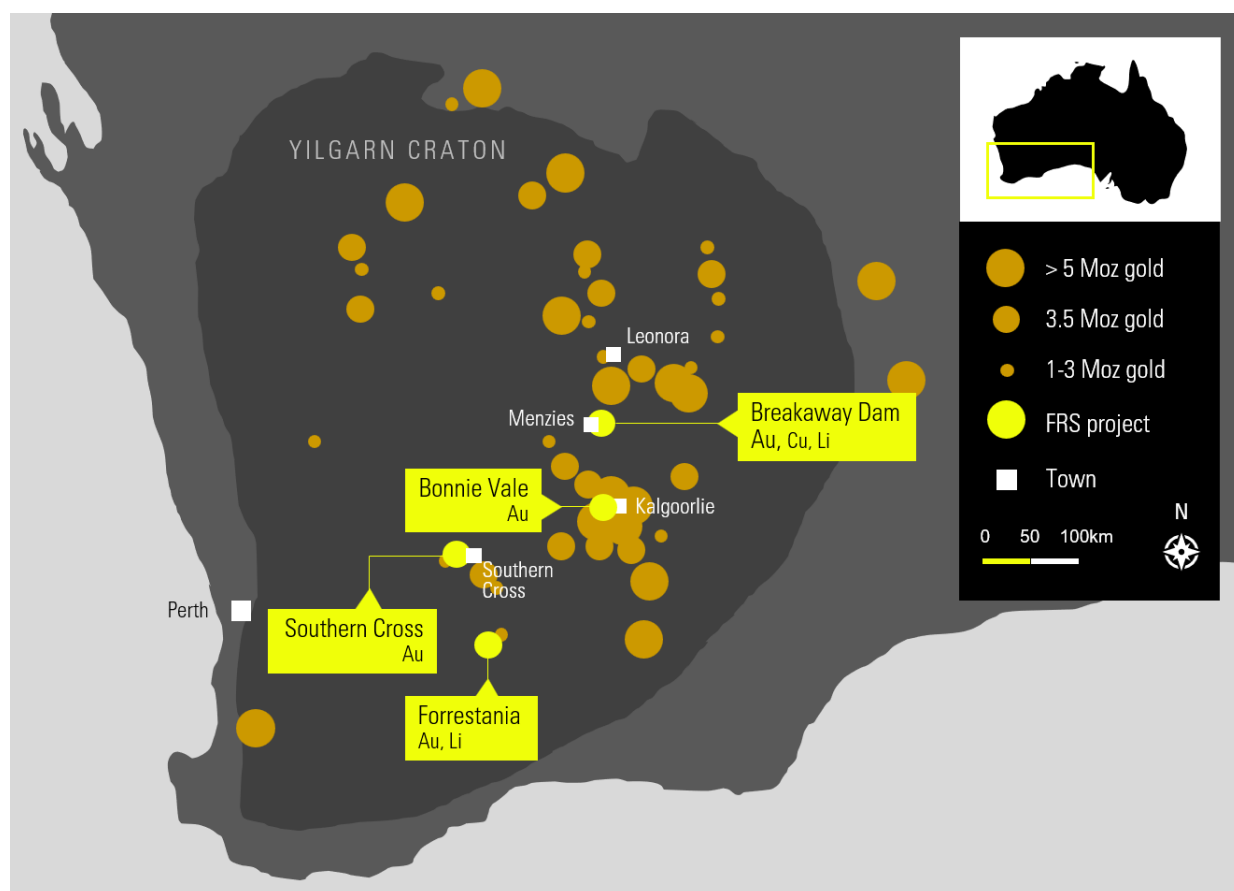 YILGARN CRATON
> 5 Moz gold
3.5 Moz gold
1-3 Moz gold
FRS project
Town
N
0 50 100km
Leonora
Menzies
Breakaway Dam
Au, Cu, Li
Bonnie Vale
Au
Kalgoorlie
Southern
Cross
Perth
Southern Cross
Au
Forrestania
Au, Li